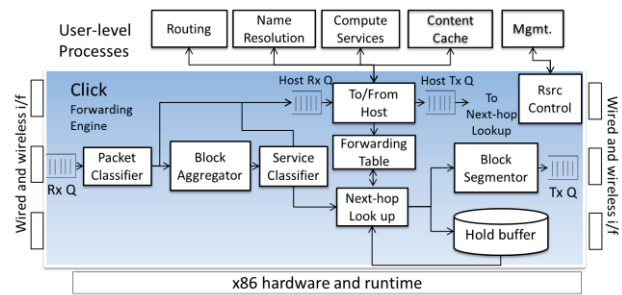 User-level
Processes
Routing
Name
Resolution
Compute
Services
Content
Cache
Mgmt.
Wired and wireless i/f
Click
Forwarding
Engine
Host Rx Q
To/From
Host
Host Tx Q
To
Next-hop
Lookup
Rsrc
Control
Wired and wireless i/f
Rx Q
Packet
Classifier
Block
Aggregator
Service
Classifier
Forwarding
Table
Next-hop
Look up
Block
Segmentor
Tx Q
Hold buffer
x86 hardware and runtime